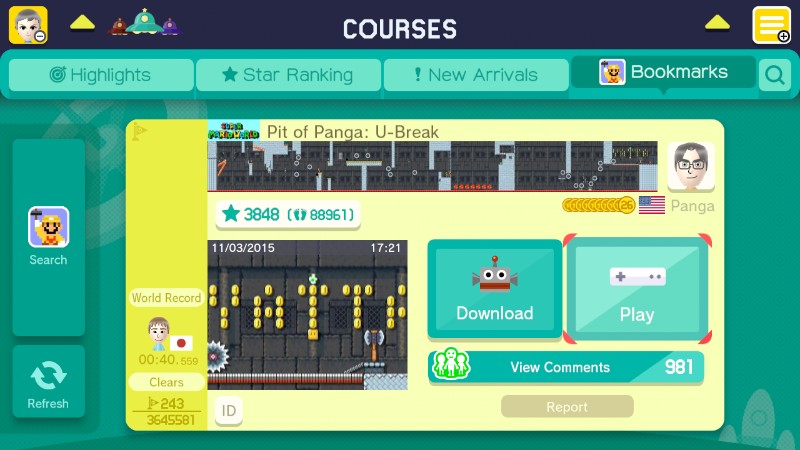 COURSES
Highlights
Star Ranking
! New Arrivals
Bookmarks
SUPER MARIO WORLD
Pit of Panga: U-Break
3848 ( 88961)
26
Panga
11/03/2015 17:21
Search
Download
Play
World Record
00:40.559
View Comments 981
Clears
Refresh
243
3645581
ID
Report